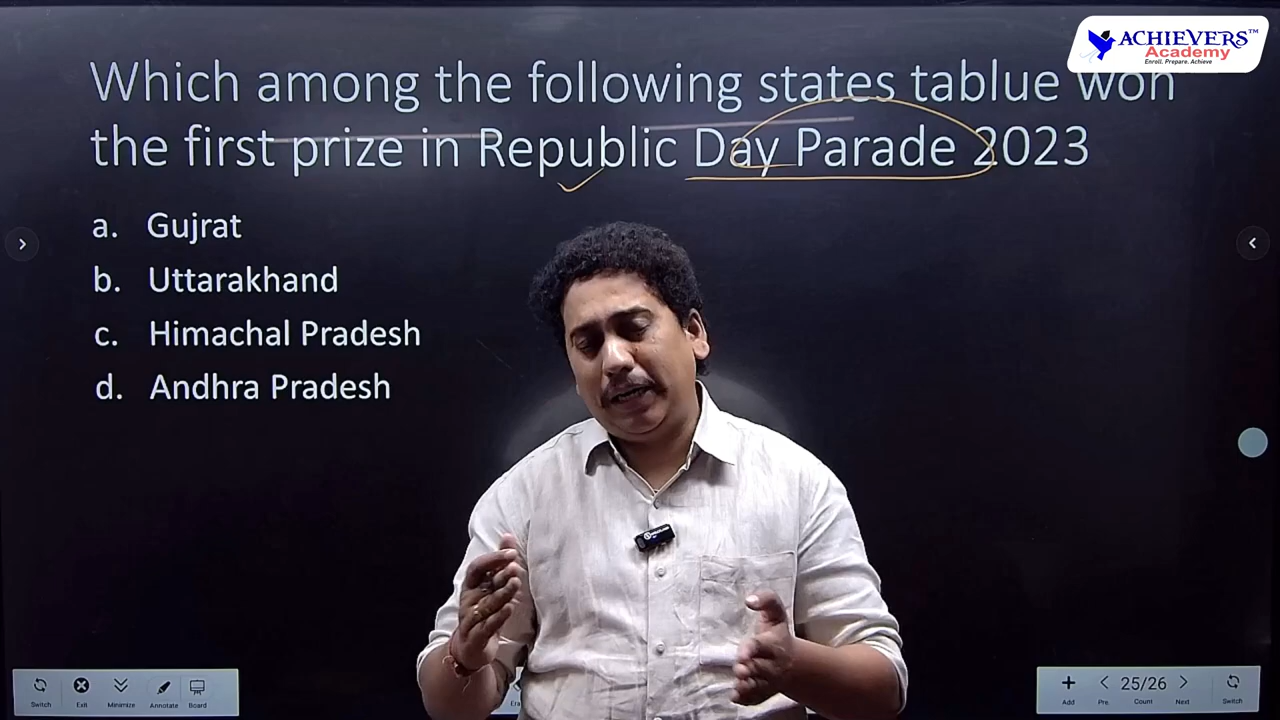 ACHIEVERS™
Academy
Enroll. Prepare. Achieve
Which among the following states tablue won
the first prize in Republic Day Parade 2023
a. Gujrat
b. Uttarakhand
c. Himachal Pradesh
d. Andhra Pradesh
Switch Exit Minimize Annotate Board
Era
25/26
Add Pre. Count Next Switch